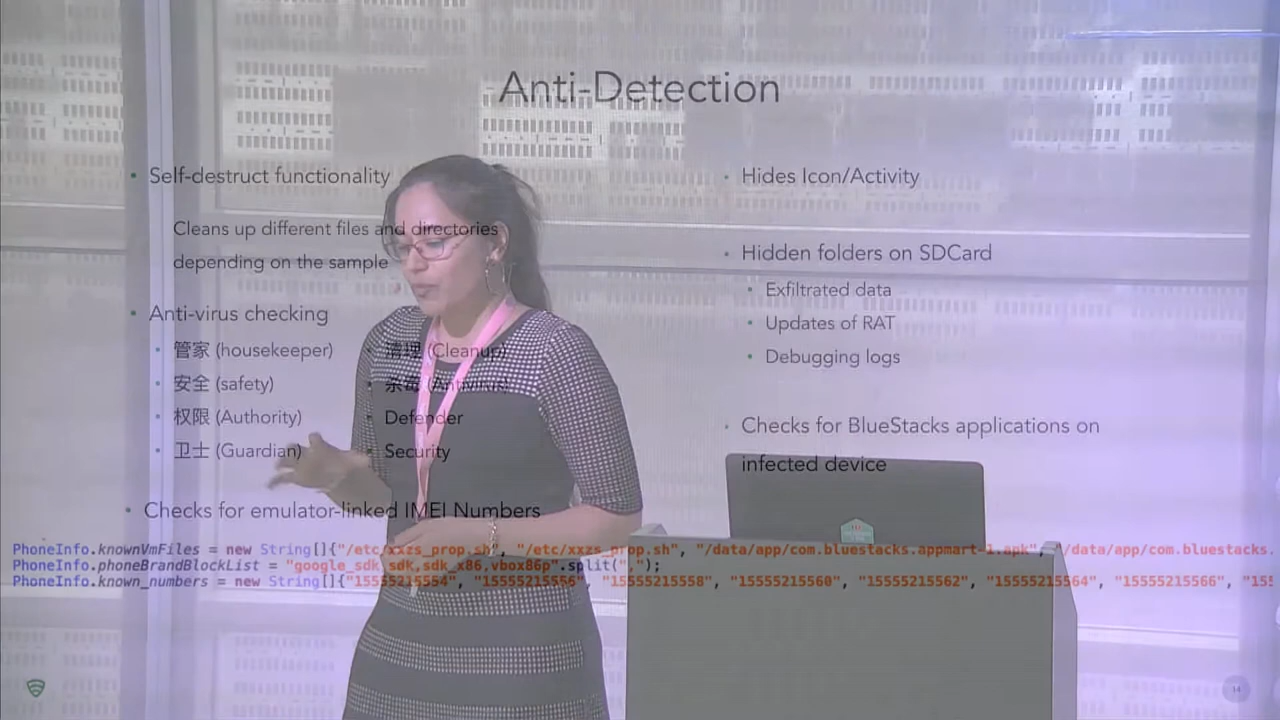 Anti-Detection
Self-destruct functionality
Cleans up different files and directories
depending on the sample
Anti-virus checking
管家 (housekeeper)
安全 (safety)
权限 (Authority)
卫士 (Guardian)
清理 (Cleanup)
杀毒 (Antivirus)
Defender
Security
Checks for emulator-linked IMEI Numbers
Hides Icon/Activity
Hidden folders on SDCard
Exfiltrated data
Updates of RAT
Debugging logs
Checks for BlueStacks applications on
infected device
PhoneInfo.knownVmFiles = new String[]{"/etc/xxzs_prop.sh", "/etc/xxzs_prop.sh", "/data/app/com.bluestacks.appmart-1.apk", "/data/app/com.bluestacks.
PhoneInfo.phoneBrandBlockList = "google_sdk,sdk,sdk_x86,vbox86p".split(",");
PhoneInfo.known_numbers = new String[]{"15555215554", "15555215556", "15555215558", "15555215560", "15555215562", "15555215564", "15555215566", "155
14